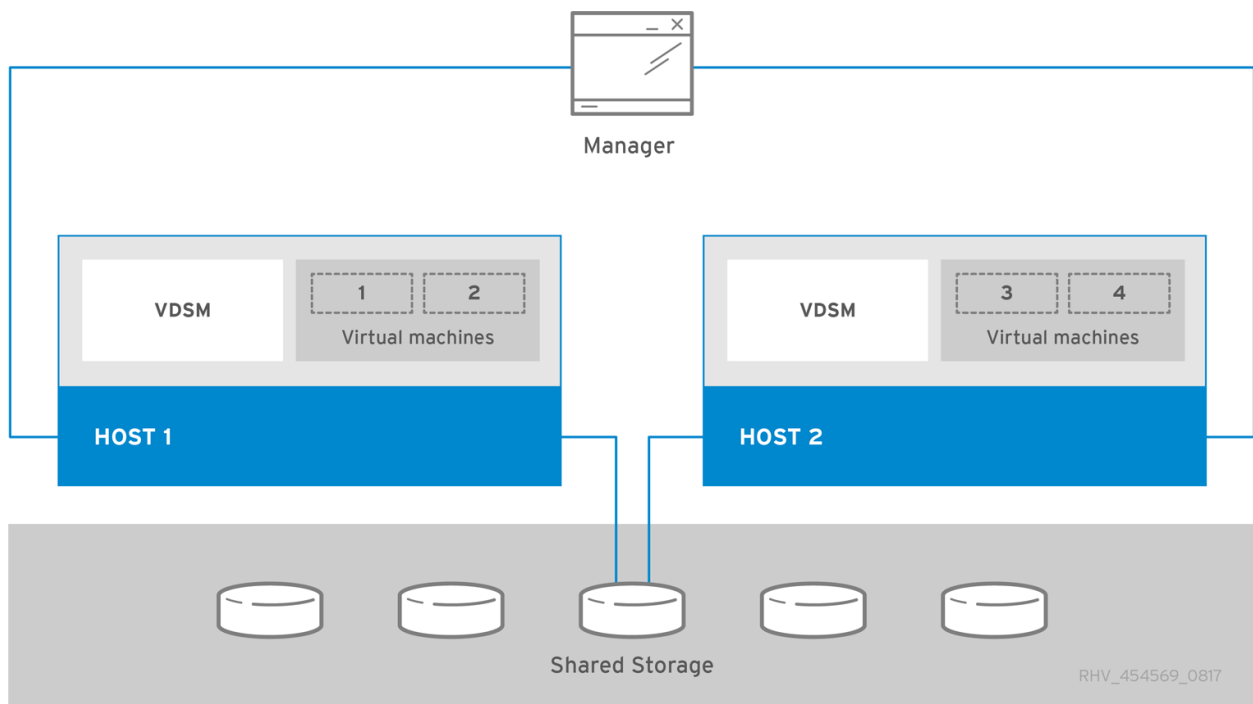 Manager
VDSM
1
2
Virtual machines
HOST 1
VDSM
3
4
Virtual machines
HOST 2
Shared Storage
RHV_454569_0817